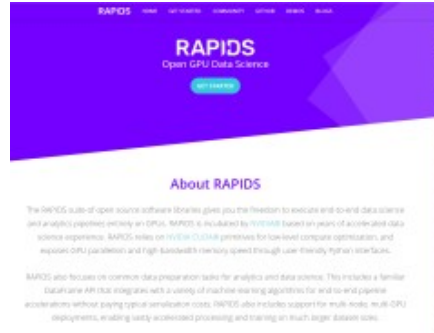 RAPIDS HOME GET STARTED COMMUNITY GITHUB DEMOS BLOGS
RAPIDS
Open GPU Data Science
GET STARTED
About RAPIDS
The RAPIDS suite of open source software libraries gives you the freedom to execute end-to-end data science
and analytics pipelines entirely on GPUs. RAPIDS is incubated by NVIDIA® based on years of accelerated data
science experience. RAPIDS relies on NVIDIA CUDA® primitives for low-level compute optimization, and
exposes GPU parallelism and high-bandwidth memory speed through user-friendly Python interfaces.
RAPIDS also focuses on common data preparation tasks for analytics and data science. This includes a familiar
DataFrame API that integrates with a variety of machine learning algorithms for end-to-end pipeline
accelerations without paying typical serialization costs. RAPIDS also includes support for multi-node, multi-GPU
deployments, enabling vastly accelerated processing and training on much larger dataset sizes.